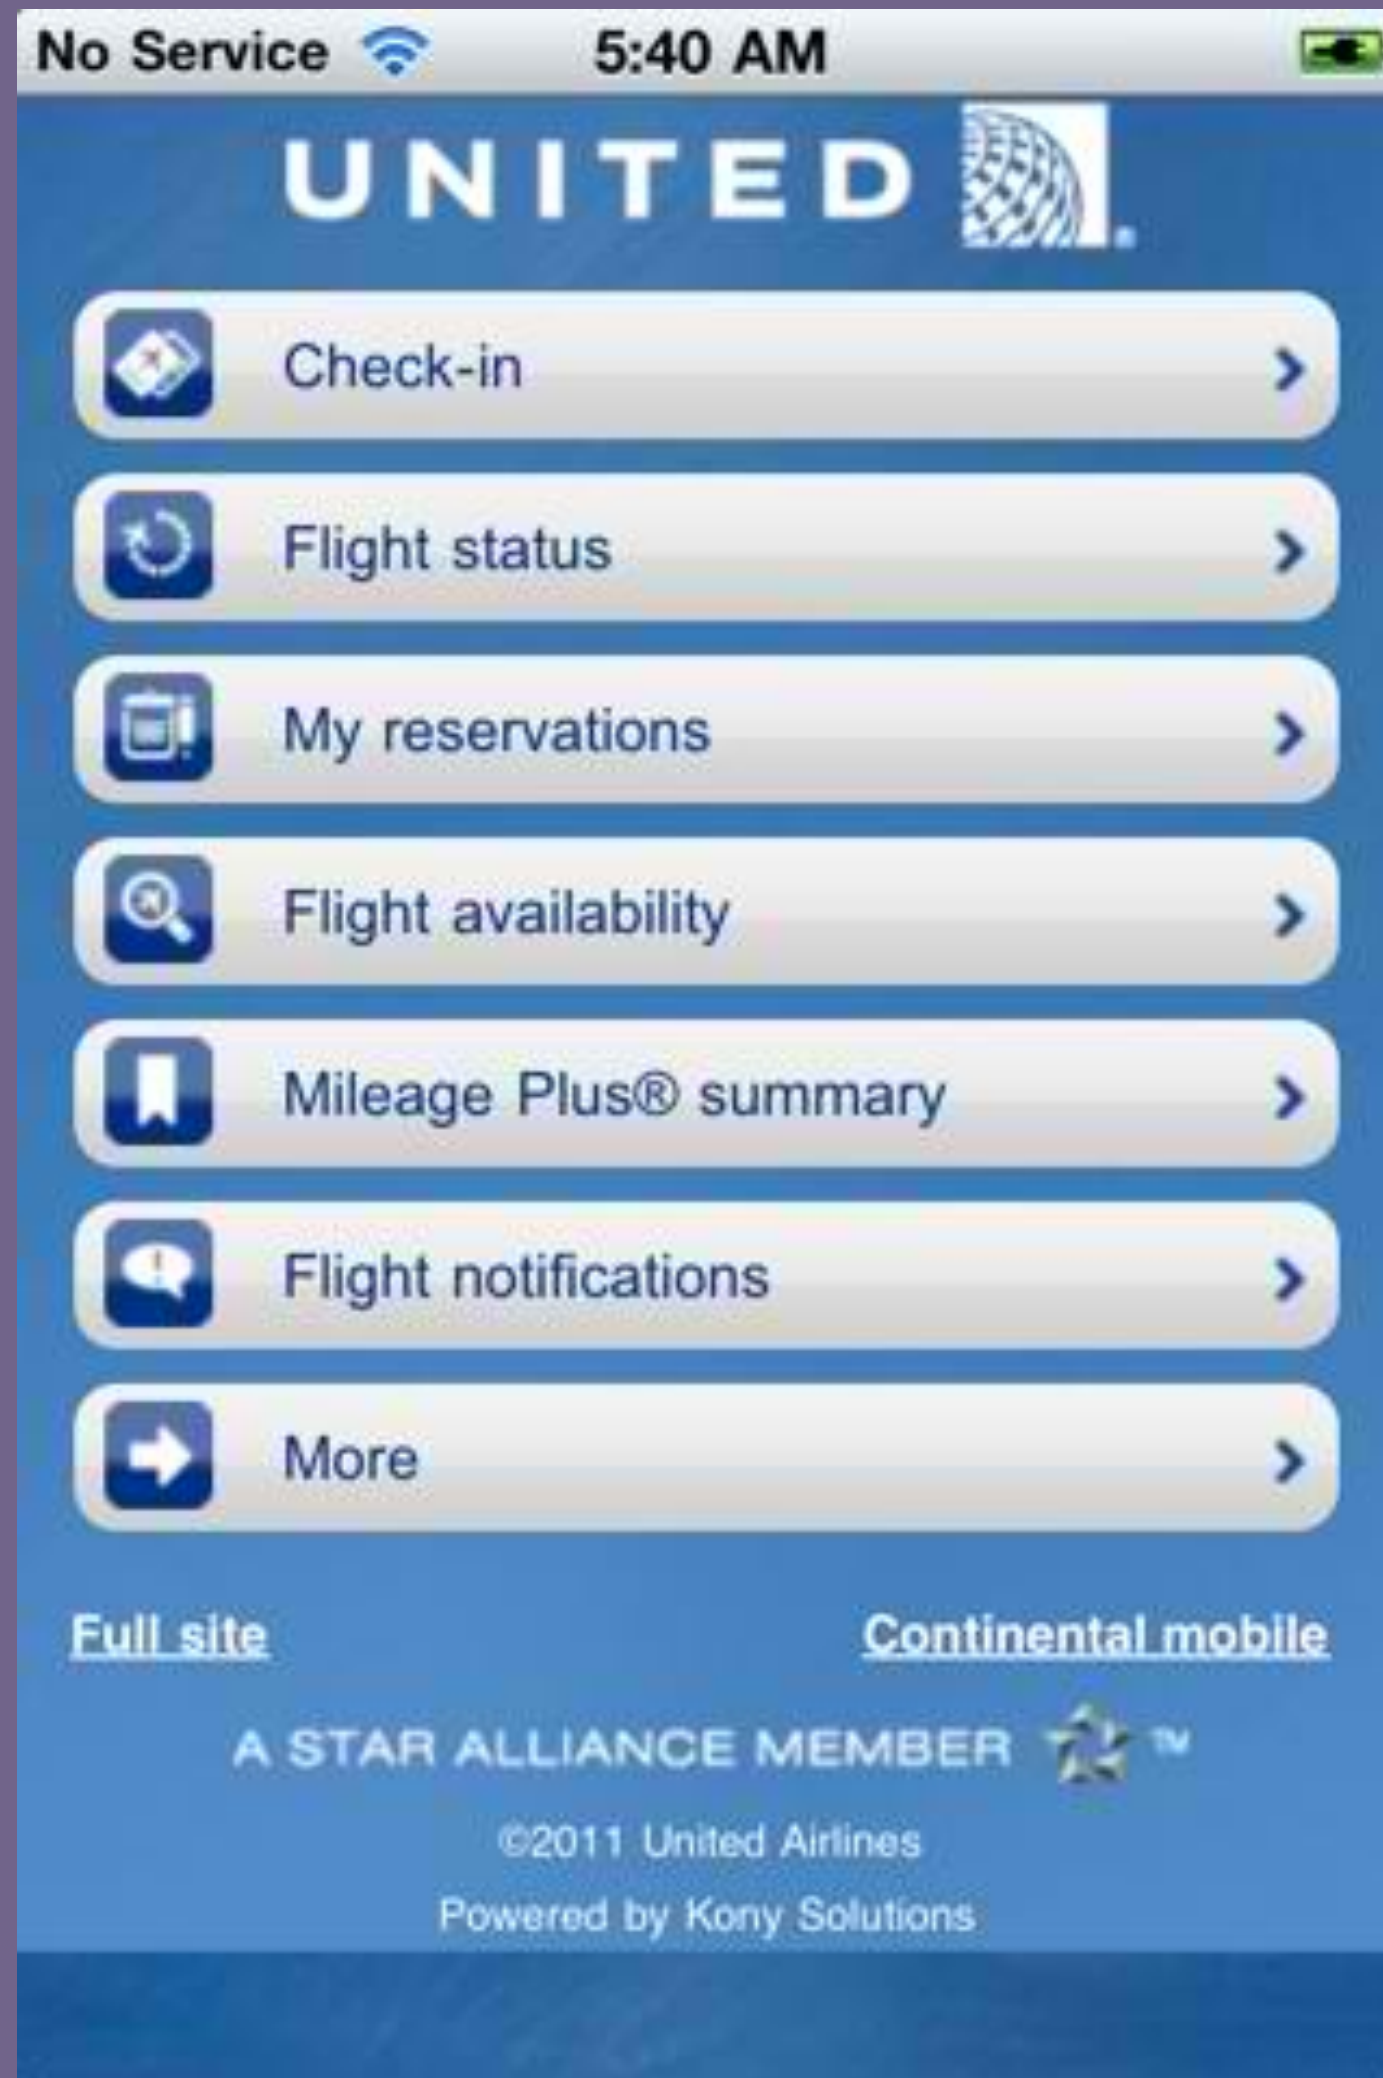 No Service 5:40 AM
UNITED
Check-in
Flight status
My reservations
Flight availability
Mileage Plus® summary
Flight notifications
More
Full site Continental mobile
A STAR ALLIANCE MEMBER ™
©2011 United Airlines
Powered by Kony Solutions